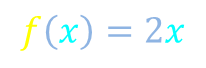 f(x) = 2x